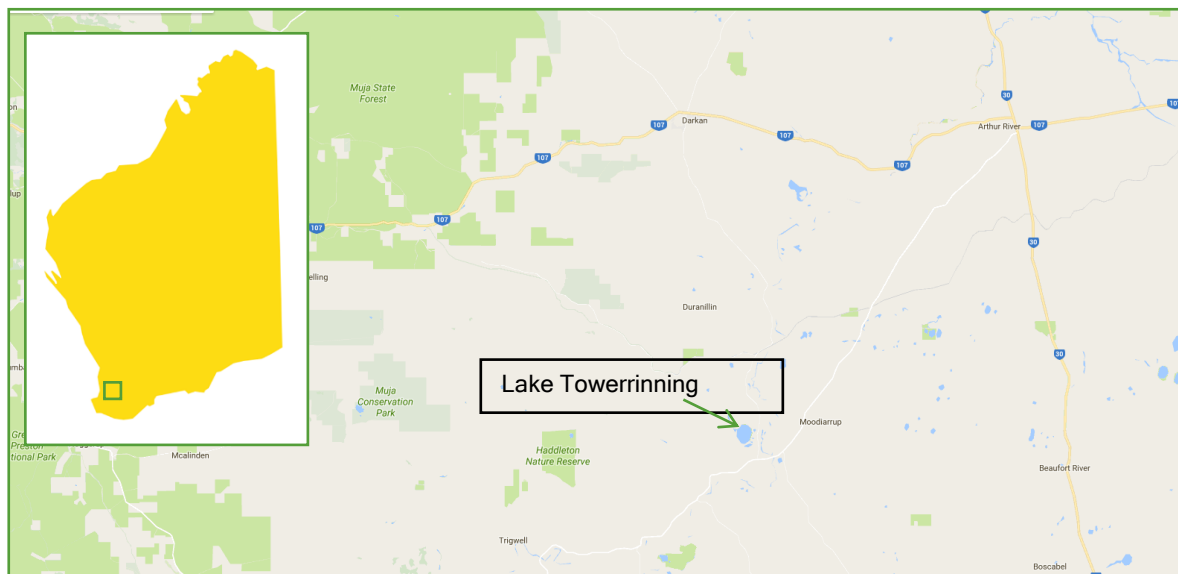 Muja State
Forest
30
107
Darkan
107
Arthur River
107
107
107
107
107
30
elling
Duranillin
30
Lake Towerrinning
Muja
Conservation
Park
Moodiarrup
Haddleton
Nature Reserve
Mcalinden
Beaufort River
Trigwell
Boscabel